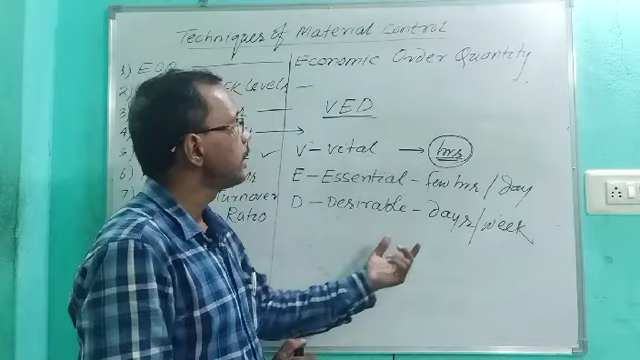 Techniques of Material Control
1) EOQ — Economic Order Quantity
2) ck levels —
3)
VED
4)
5) ✓ V - vital → hrs
6) E - Essential - few hrs / day
7) Turnover Ratio D - Desirable - days / week